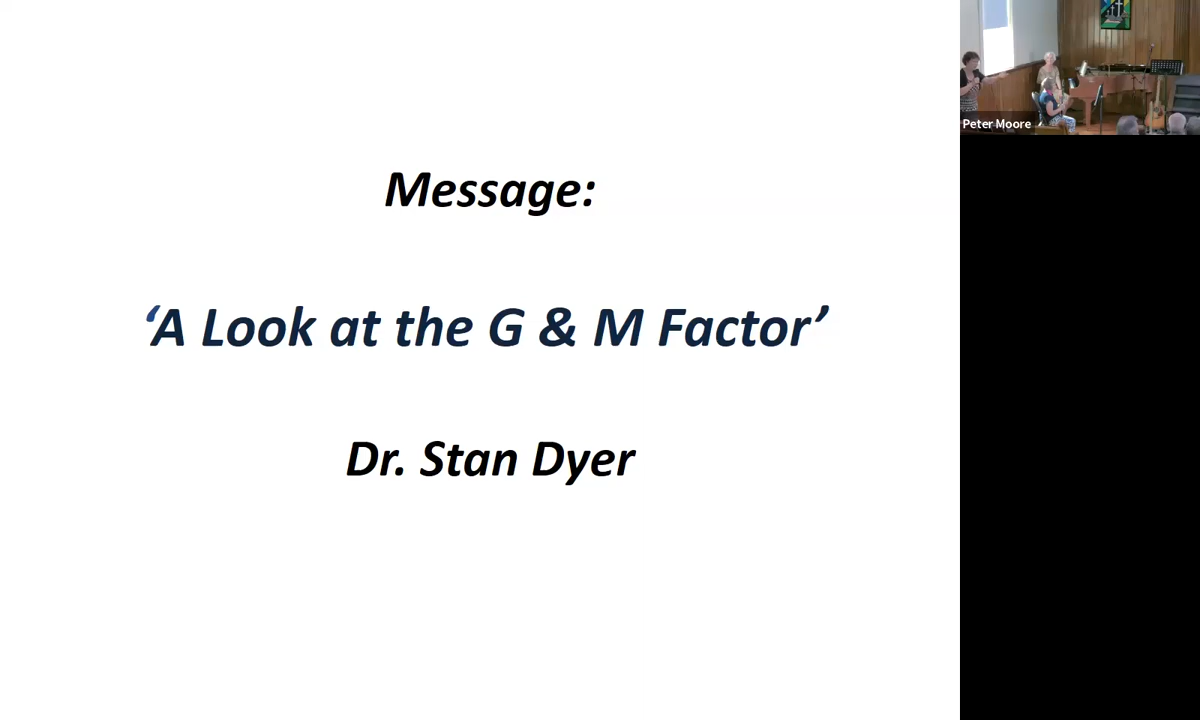 Message:
‘A Look at the G & M Factor’
Dr. Stan Dyer
Peter Moore